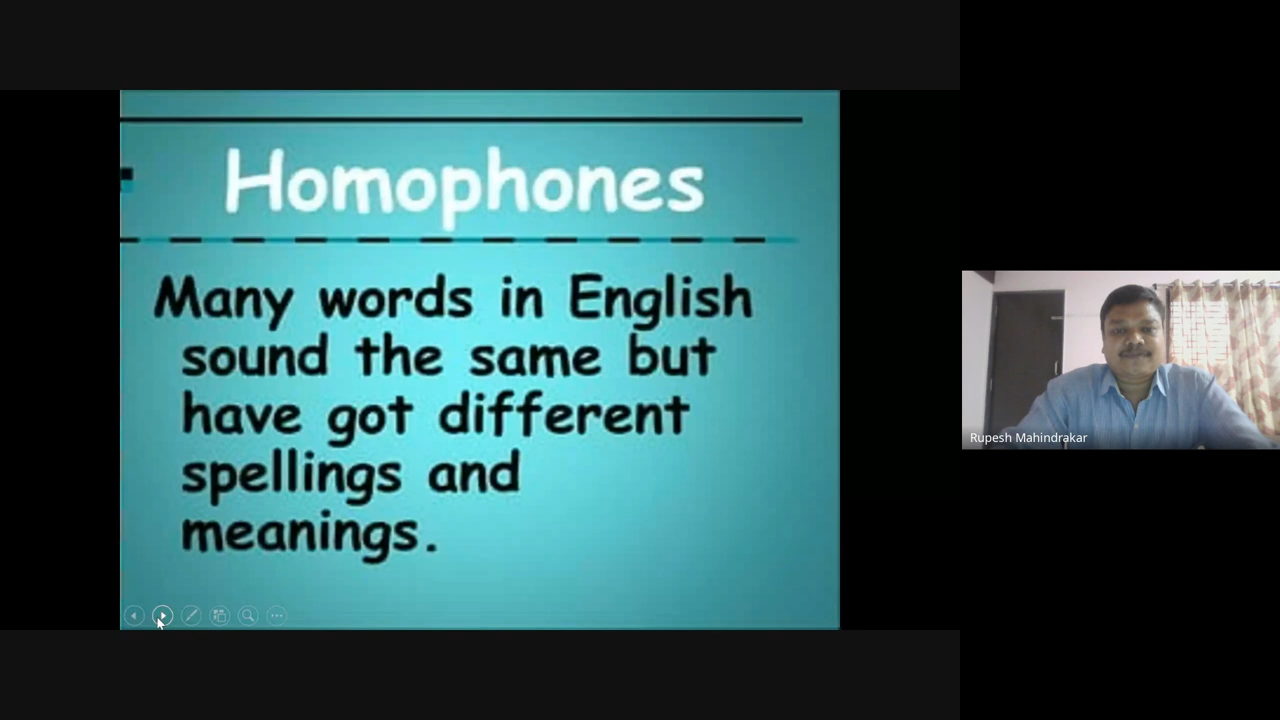 Homophones
Many words in English
sound the same but
have got different
spellings and
meanings.
Rupesh Mahindrakar